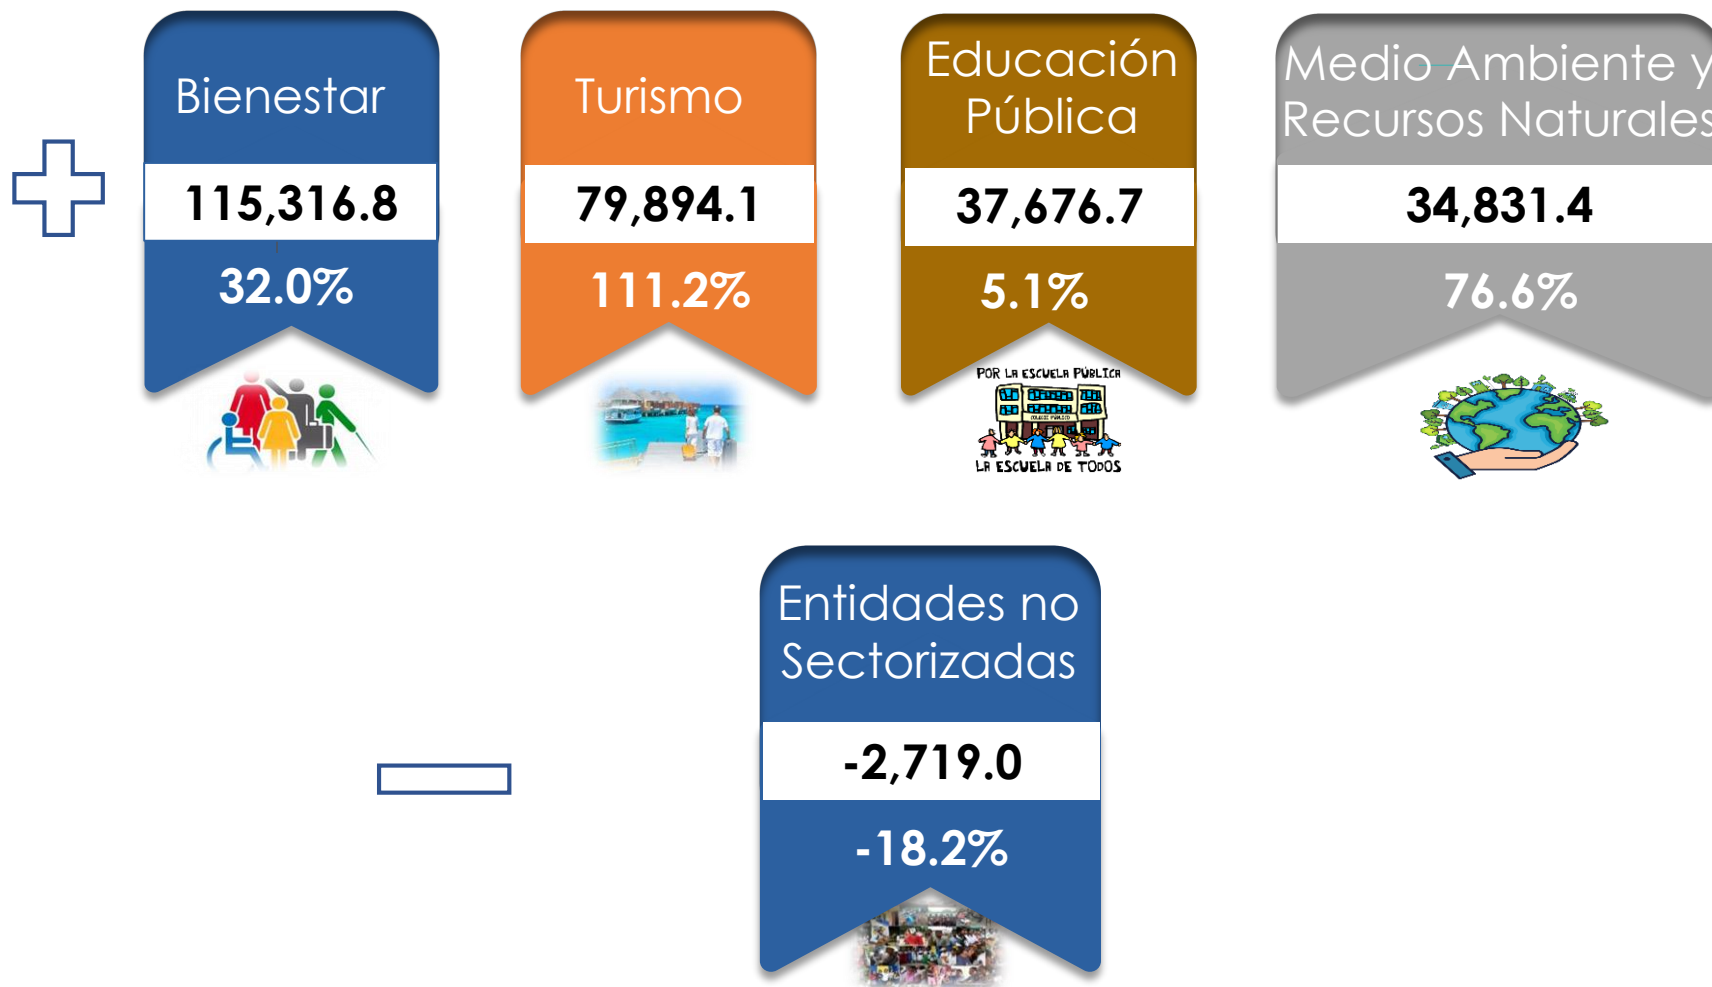 Bienestar
115,316.8
32.0%
Turismo
79,894.1
111.2%
Educación
Pública
37,676.7
5.1%
Medio Ambiente y
Recursos Naturales
34,831.4
76.6%
POR LA ESCUELA PÚBLICA
COLEGIO PÚBLICO
LA ESCUELA DE TODOS
Entidades no
Sectorizadas
-2,719.0
-18.2%